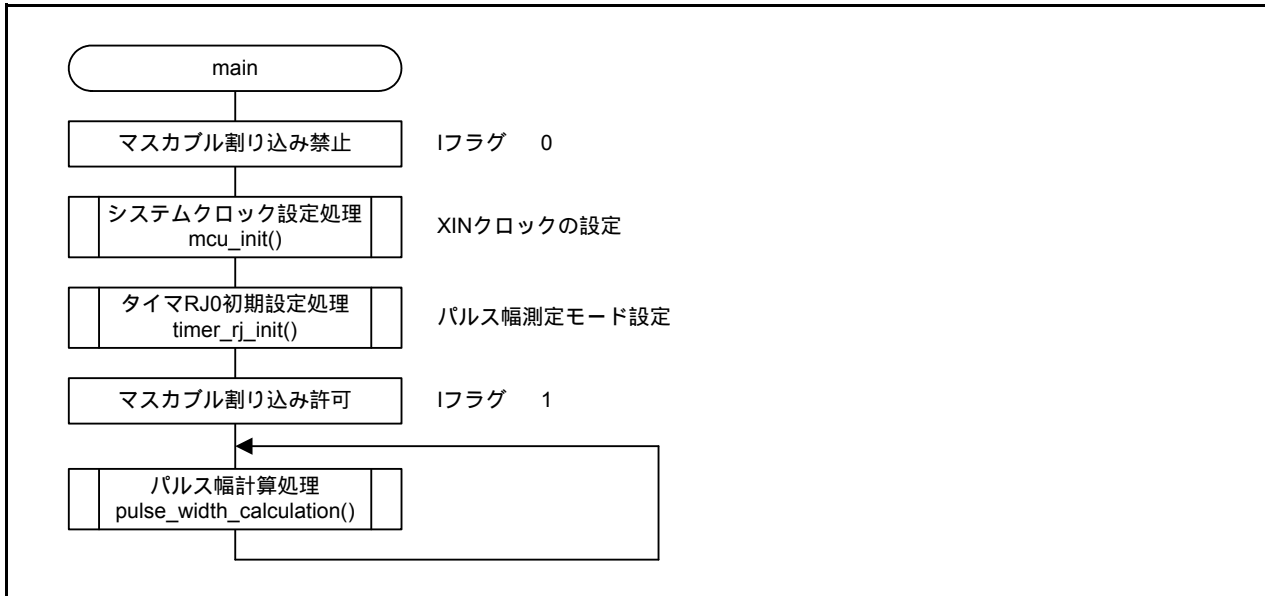 main
マスカブル割り込み禁止 Iフラグ 0
システムクロック設定処理
mcu_init()
XINクロックの設定
タイマRJ0初期設定処理
timer_rj_init()
パルス幅測定モード設定
マスカブル割り込み許可 Iフラグ 1
パルス幅計算処理
pulse_width_calculation()